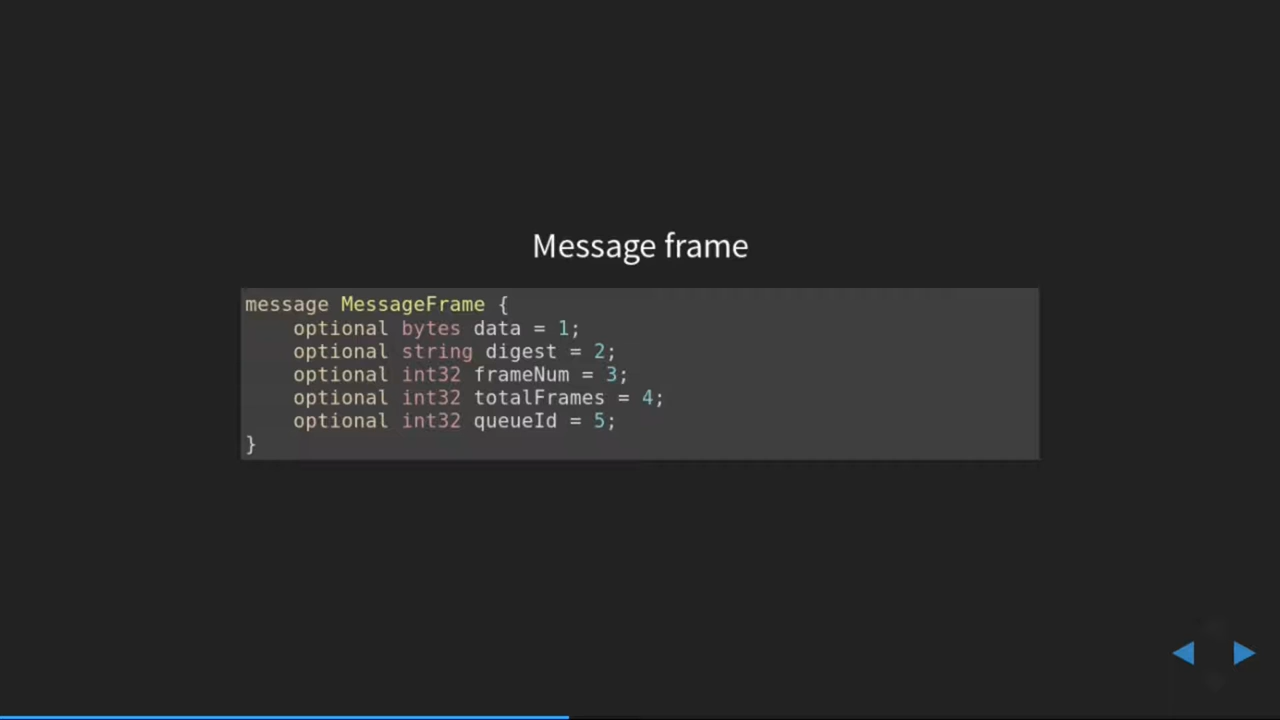 Message frame
message MessageFrame {
    optional bytes data = 1;
    optional string digest = 2;
    optional int32 frameNum = 3;
    optional int32 totalFrames = 4;
    optional int32 queueId = 5;
}